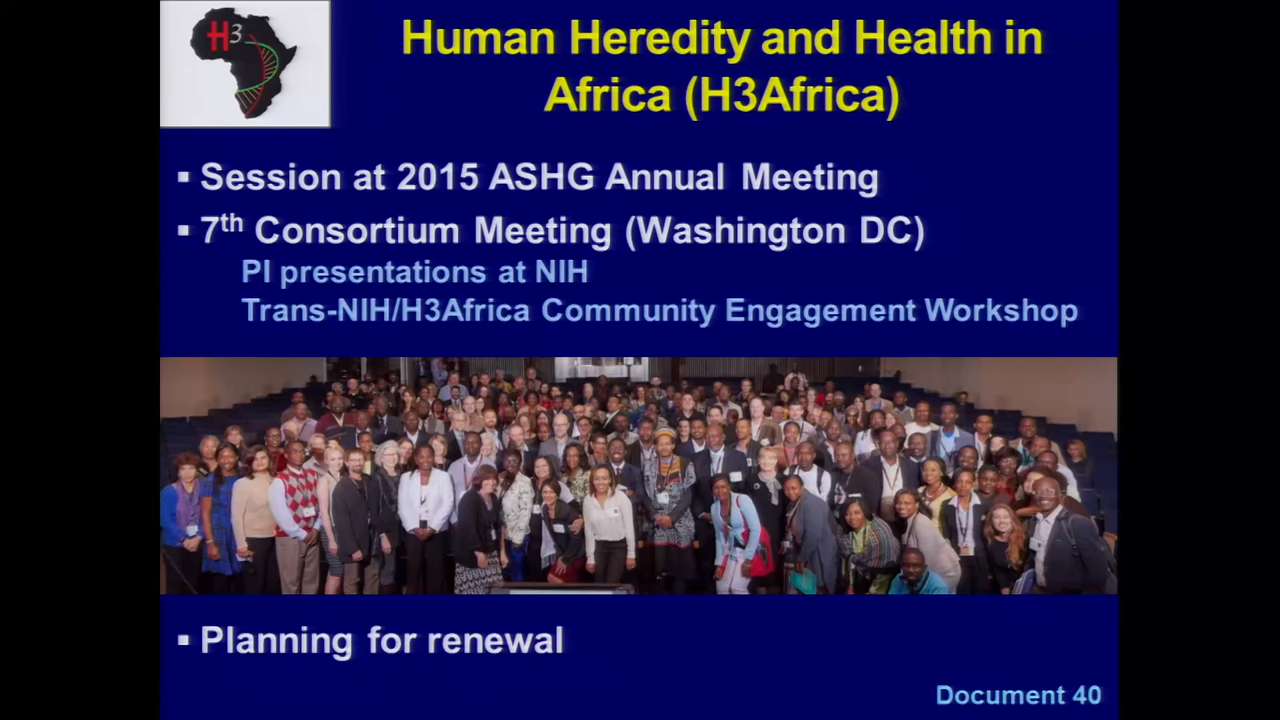 H3
Human Heredity and Health in
Africa (H3Africa)
▪ Session at 2015 ASHG Annual Meeting
▪ 7th Consortium Meeting (Washington DC)
PI presentations at NIH
Trans-NIH/H3Africa Community Engagement Workshop
▪ Planning for renewal
Document 40